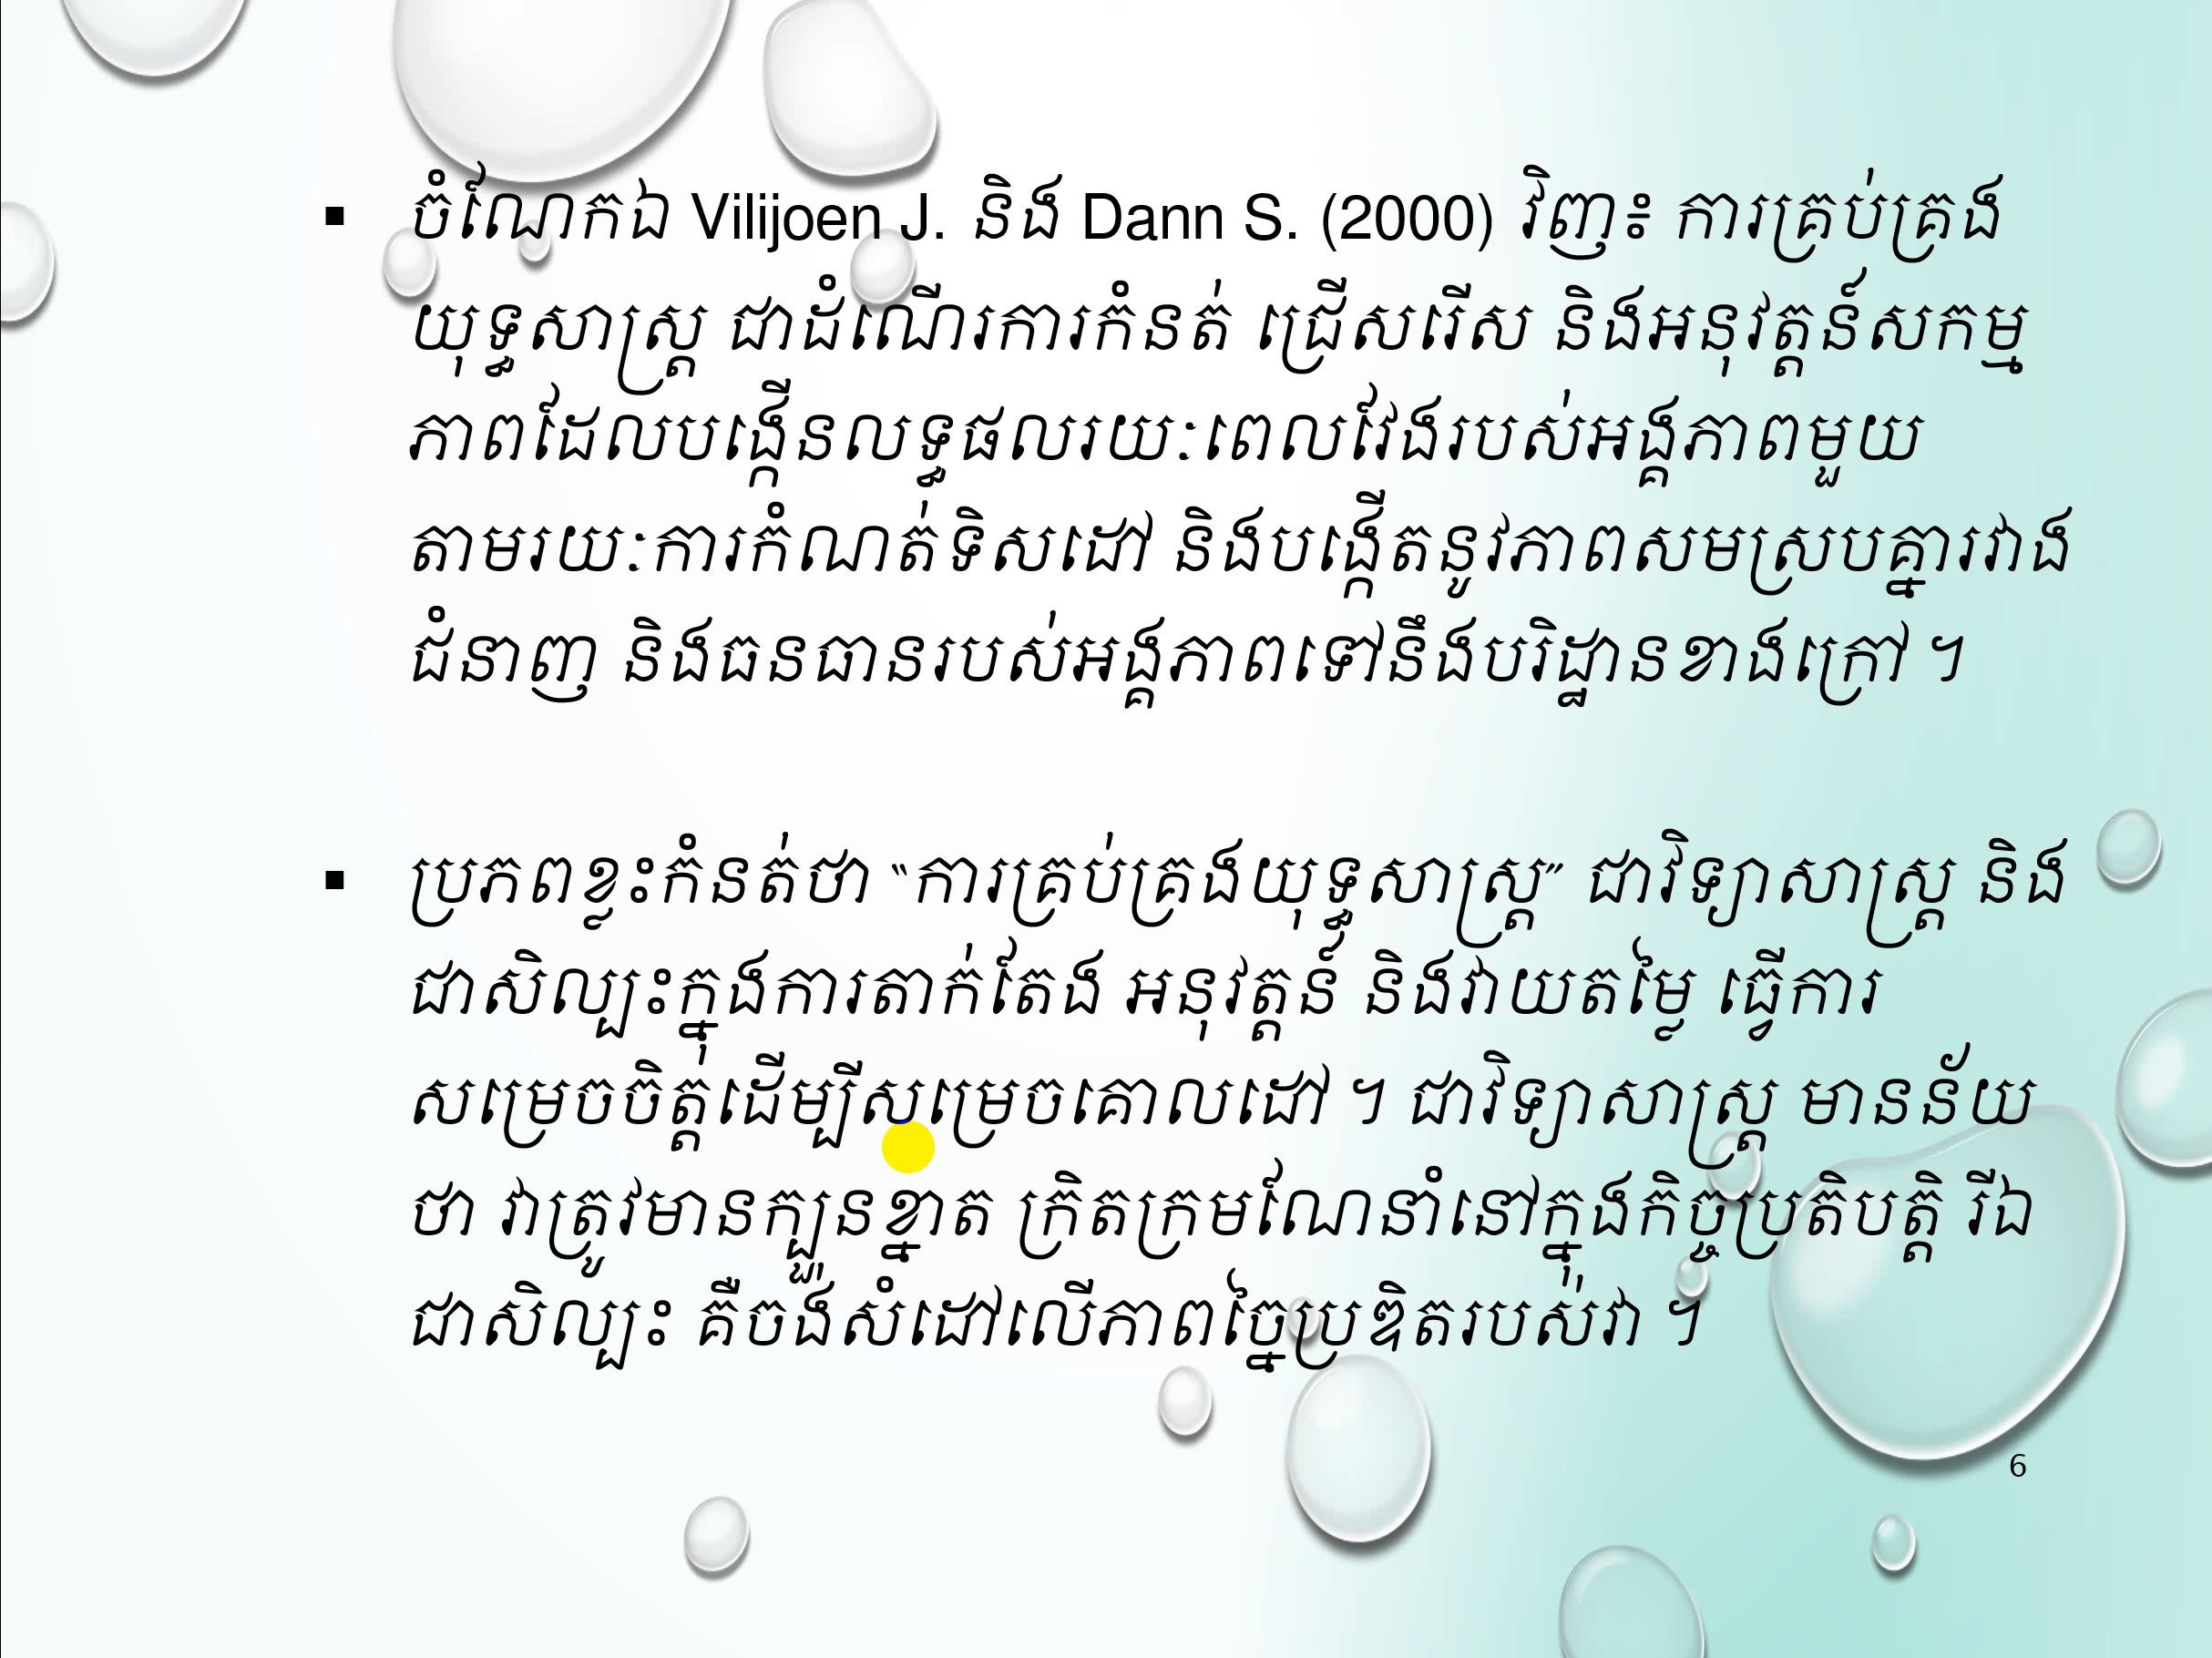 ▪ ចំណែកឯ Vilijoen J. និង Dann S. (2000) វិញ៖ ការគ្រប់គ្រង
យុទ្ធសាស្ត្រ ជាដំណើរការកំនត់ ជ្រើសរើស និងអនុវត្តន៍សកម្ម
ភាពដែលបង្កើនលទ្ធផលរយៈពេលវែងរបស់អង្គភាពមួយ
តាមរយៈការកំណត់ទិសដៅ និងបង្កើតនូវភាពសមស្របគ្នារវាង
ជំនាញ និងធនធានរបស់អង្គភាពទៅនឹងបរិដ្ឋានខាងក្រៅ ។
▪ ប្រភពខ្លះកំនត់ថា “ការគ្រប់គ្រងយុទ្ធសាស្ត្រ” ជាវិទ្យាសាស្ត្រ និង
ជាសិល្បះក្នុងការតាក់តែង អនុវត្តន៍ និងវាយតម្លៃ ធ្វើការ
សម្រេចចិត្តដើម្បីសម្រេចគោលដៅ ។ ជាវិទ្យាសាស្ត្រ មានន័យ
ថា វាត្រូវមានក្បួនខ្នាត ក្រិតក្រមណែនាំនៅក្នុងកិច្ចប្រតិបត្តិ រីឯ
ជាសិល្បះ គឺចង់សំដៅលើភាពច្នៃប្រឌិតរបស់វា ។
6